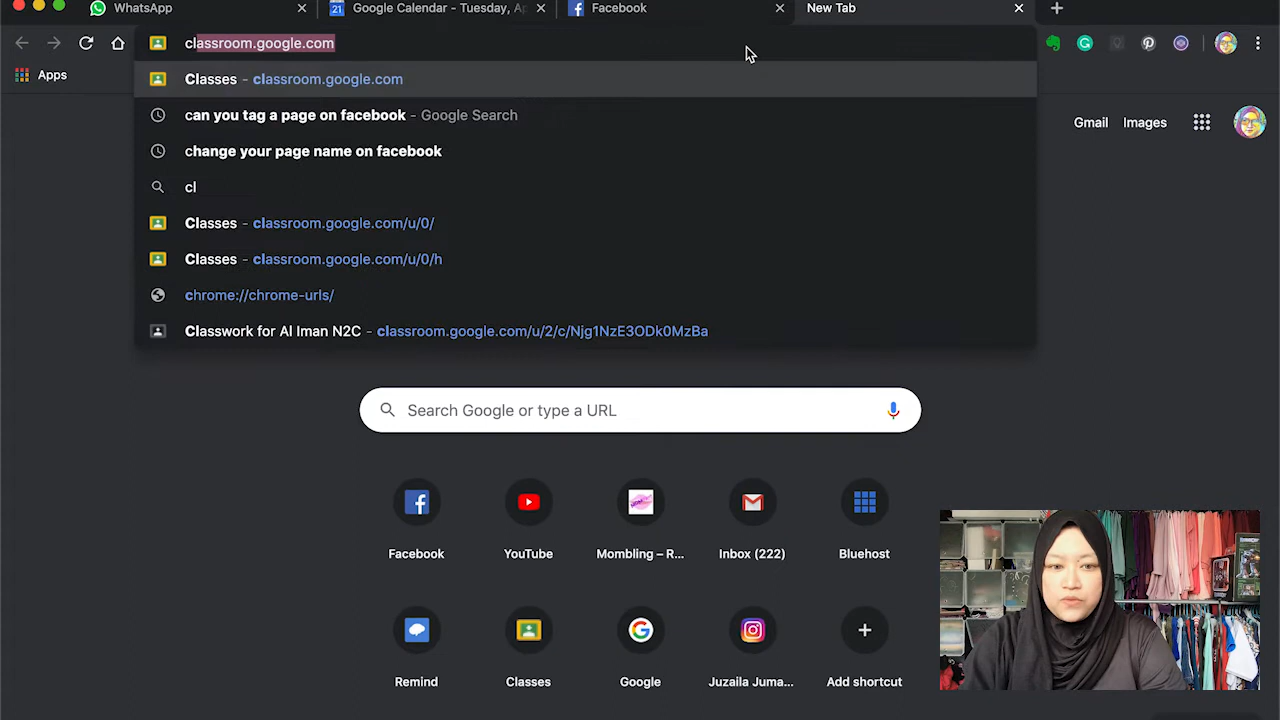 WhatsApp
Google Calendar - Tuesday, Ap
Facebook
New Tab
classroom.google.com
Apps
Classes - classroom.google.com
can you tag a page on facebook - Google Search
change your page name on facebook
cl
Classes - classroom.google.com/u/0/
Classes - classroom.google.com/u/0/h
chrome://chrome-urls/
Classwork for Al Iman N2C - classroom.google.com/u/2/c/Njg1NzE3ODk0MzBa
Gmail
Images
Search Google or type a URL
Facebook
YouTube
Mombling – R...
Inbox (222)
Bluehost
Remind
Classes
Google
Juzaila Juma...
Add shortcut